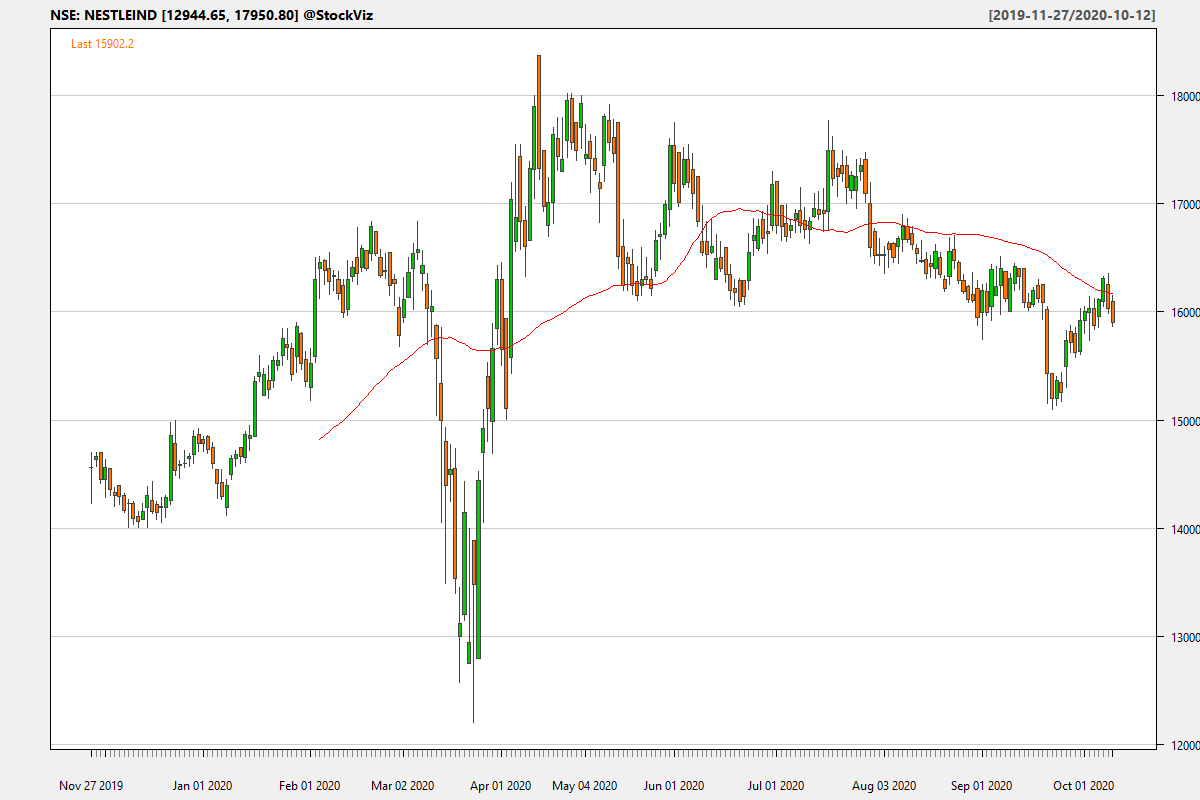 NSE: NESTLEIND [12944.65, 17950.80] @StockViz [2019-11-27/2020-10-12]
Last 15902.2
18000
17000
16000
15000
14000
13000
12000
Nov 27 2019 Jan 01 2020 Feb 01 2020 Mar 02 2020 Apr 01 2020 May 04 2020 Jun 01 2020 Jul 01 2020 Aug 03 2020 Sep 01 2020 Oct 01 2020